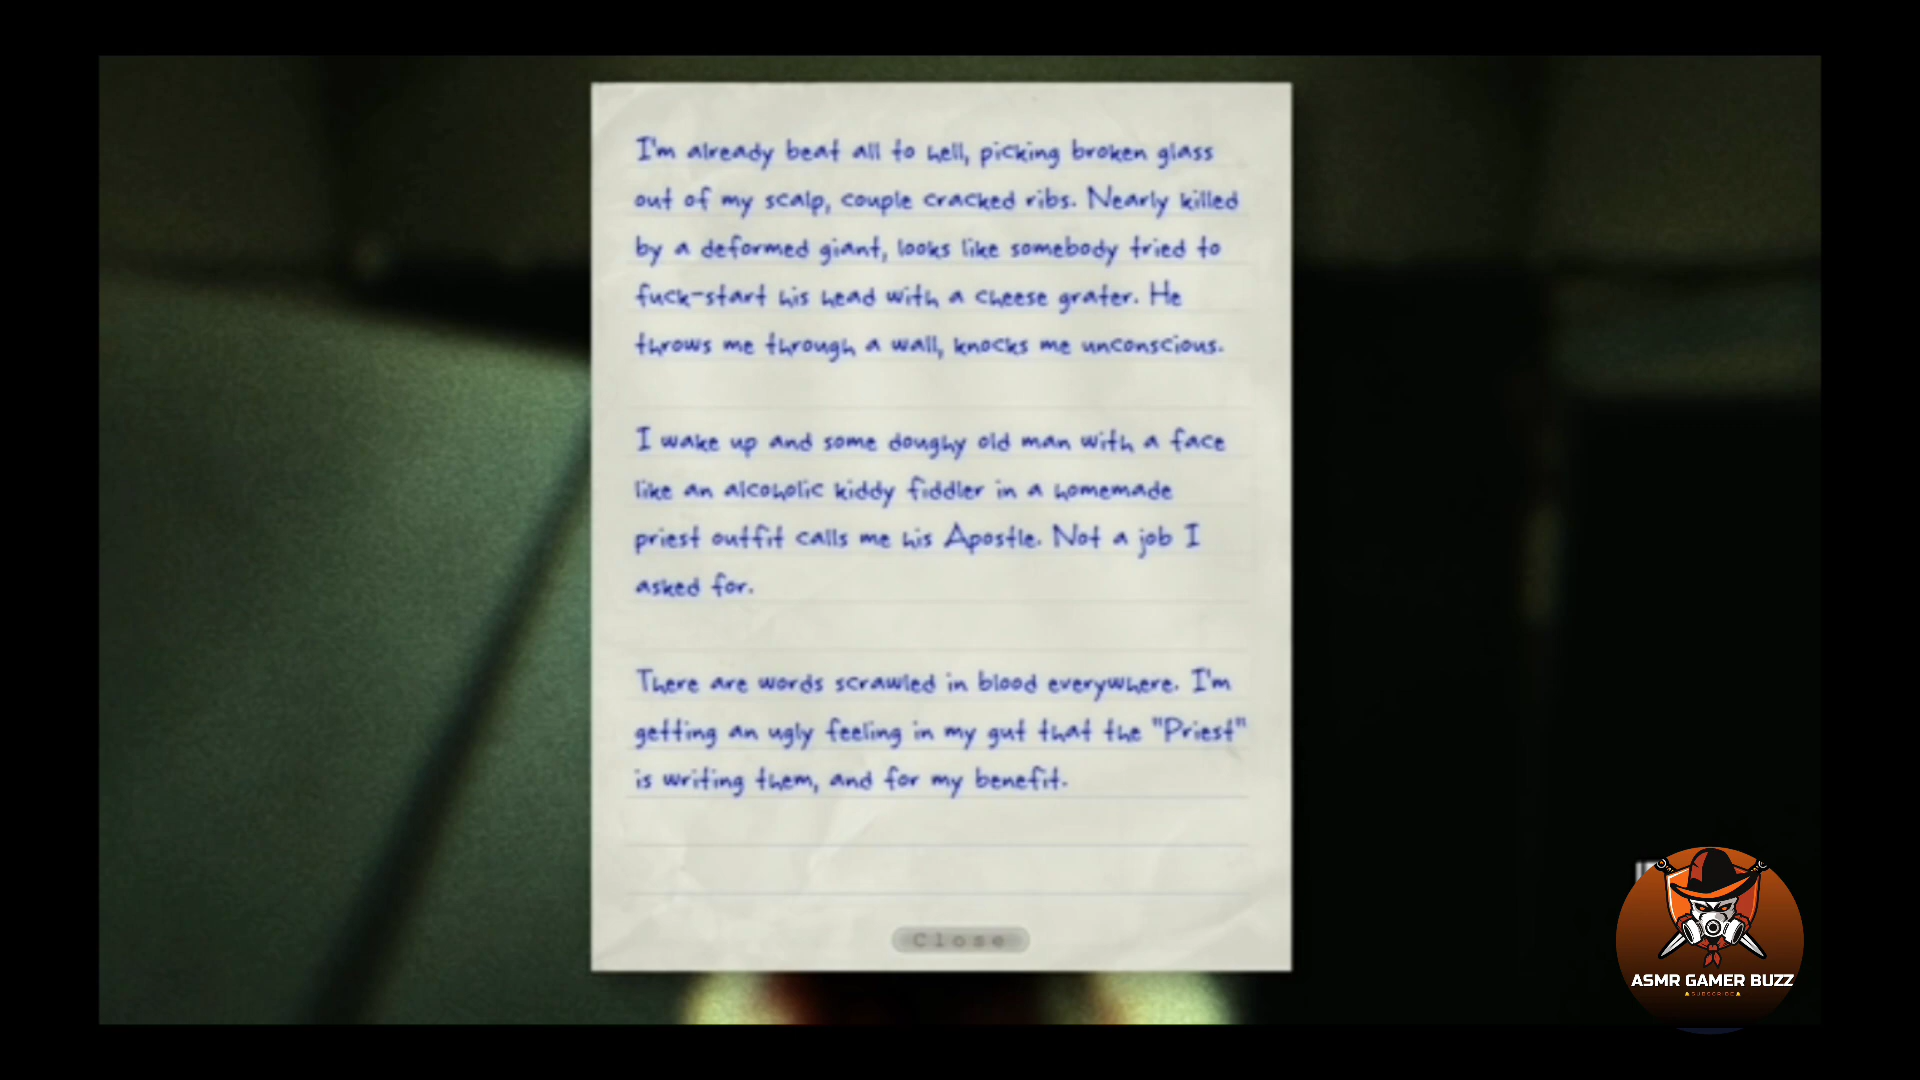 I'm already beat all to hell, picking broken glass
out of my scalp, couple cracked ribs. Nearly killed
by a deformed giant, looks like somebody tried to
fuck-start his head with a cheese grater. He
throws me through a wall, knocks me unconscious.
I wake up and some doughy old man with a face
like an alcoholic kiddy fiddler in a homemade
priest outfit calls me his Apostle. Not a job I
asked for.
There are words scrawled in blood everywhere. I'm
getting an ugly feeling in my gut that the "Priest"
is writing them, and for my benefit.
Close
ASMR GAMER BUZZ
SUBSCRIBE